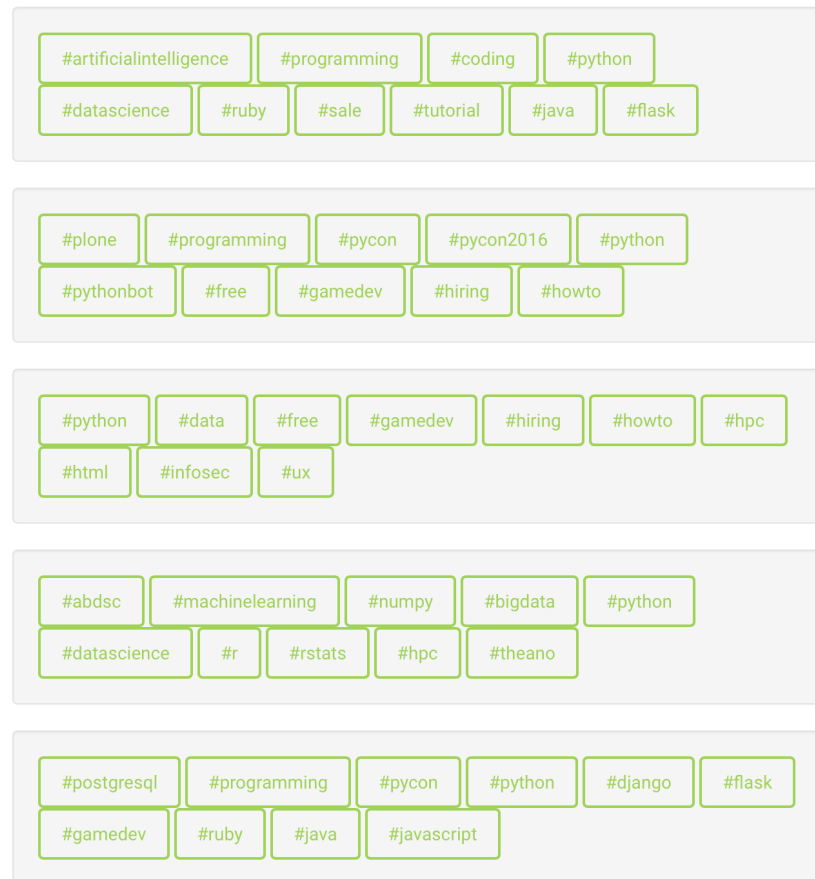 #artificialintelligence #programming #coding #python
#datascience #ruby #sale #tutorial #java #flask
#plone #programming #pycon #pycon2016 #python
#pythonbot #free #gamedev #hiring #howto
#python #data #free #gamedev #hiring #howto #hpc
#html #infosec #ux
#abdsc #machinelearning #numpy #bigdata #python
#datascience #r #rstats #hpc #theano
#postgresql #programming #pycon #python #django #flask
#gamedev #ruby #java #javascript